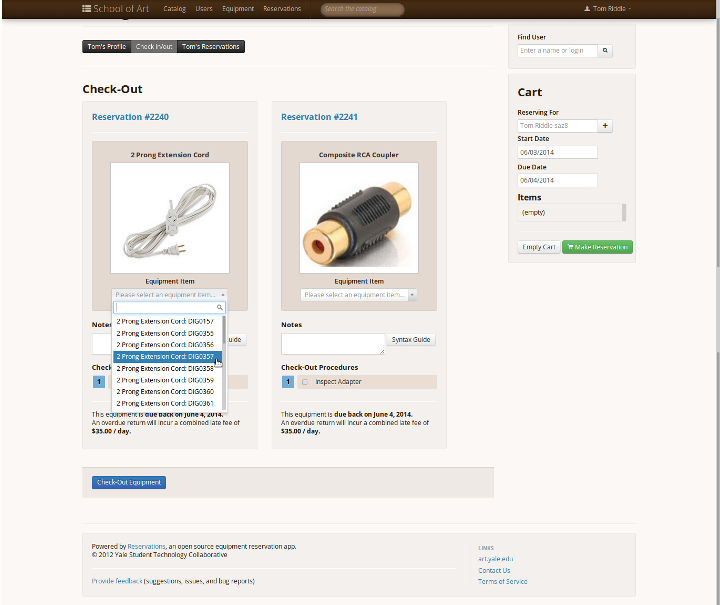 School of Art
Catalog
Users
Equipment
Reservations
Search the catalog
Tom Riddle
Tom's Profile
Check In/out
Tom's Reservations
Find User
Enter a name or login
Check-Out
Reservation #2240
2 Prong Extension Cord
Equipment Item
Please select an equipment item...
2 Prong Extension Cord: DIG0157
2 Prong Extension Cord: DIG0355
2 Prong Extension Cord: DIG0356
2 Prong Extension Cord: DIG0357
2 Prong Extension Cord: DIG0358
2 Prong Extension Cord: DIG0359
2 Prong Extension Cord: DIG0360
2 Prong Extension Cord: DIG0361
Notes
uide
Check
1
This equipment is due back on June 4, 2014.
An overdue return will incur a combined late fee of
$35.00 / day.
Reservation #2241
Composite RCA Coupler
Equipment Item
Please select an equipment item...
Notes
Syntax Guide
Check-Out Procedures
1
Inspect Adapter
This equipment is due back on June 4, 2014.
An overdue return will incur a combined late fee of
$35.00 / day.
Cart
Reserving For
Tom Riddle saz8
+
Start Date
06/03/2014
Due Date
06/04/2014
Items
(empty)
Empty Cart
Make Reservation
Check-Out Equipment
Powered by Reservations, an open source equipment reservation app.
© 2012 Yale Student Technology Collaborative
Provide feedback (suggestions, issues, and bug reports)
LINKS
art.yale.edu
Contact Us
Terms of Service